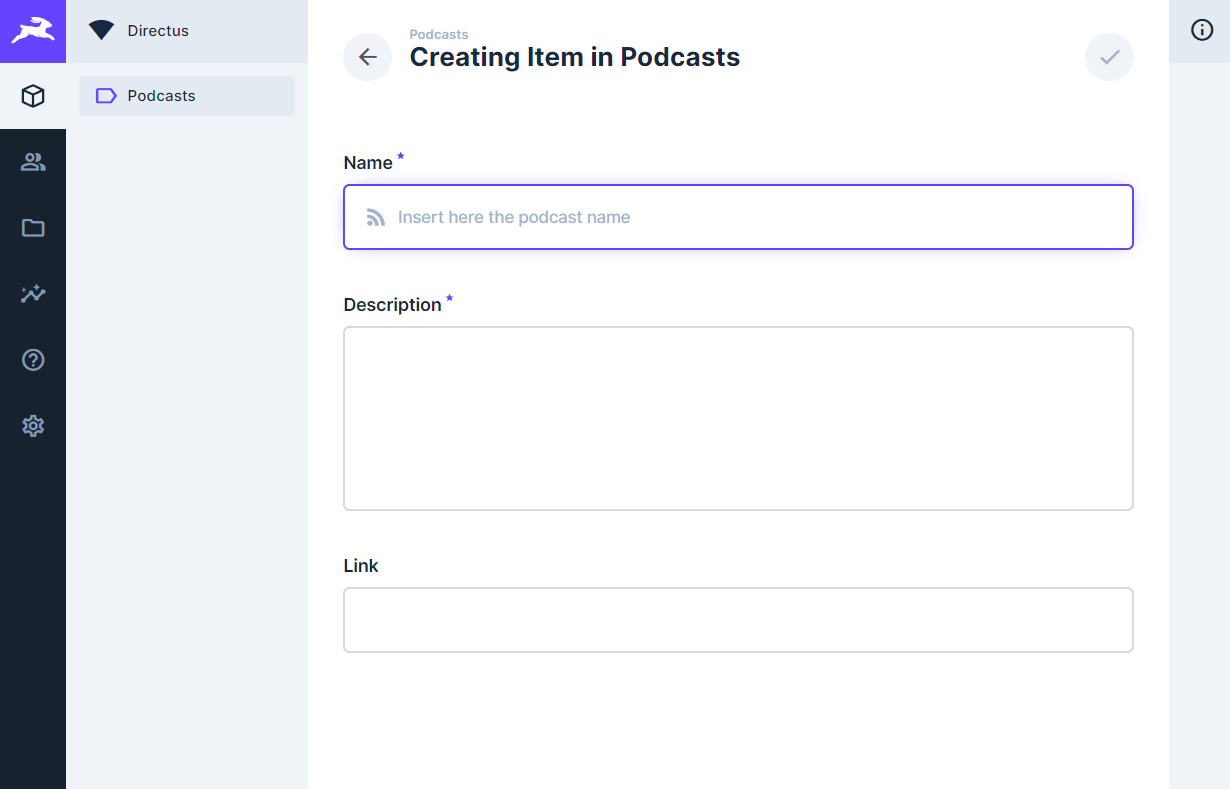 Directus
Podcasts
Podcasts
Creating Item in Podcasts
Name *
Insert here the podcast name
Description *
Link